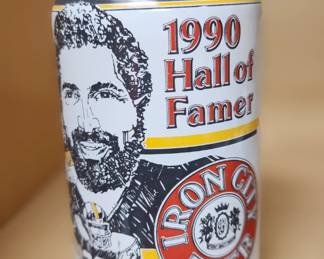 1990
Hall of
Famer
IRON CITY